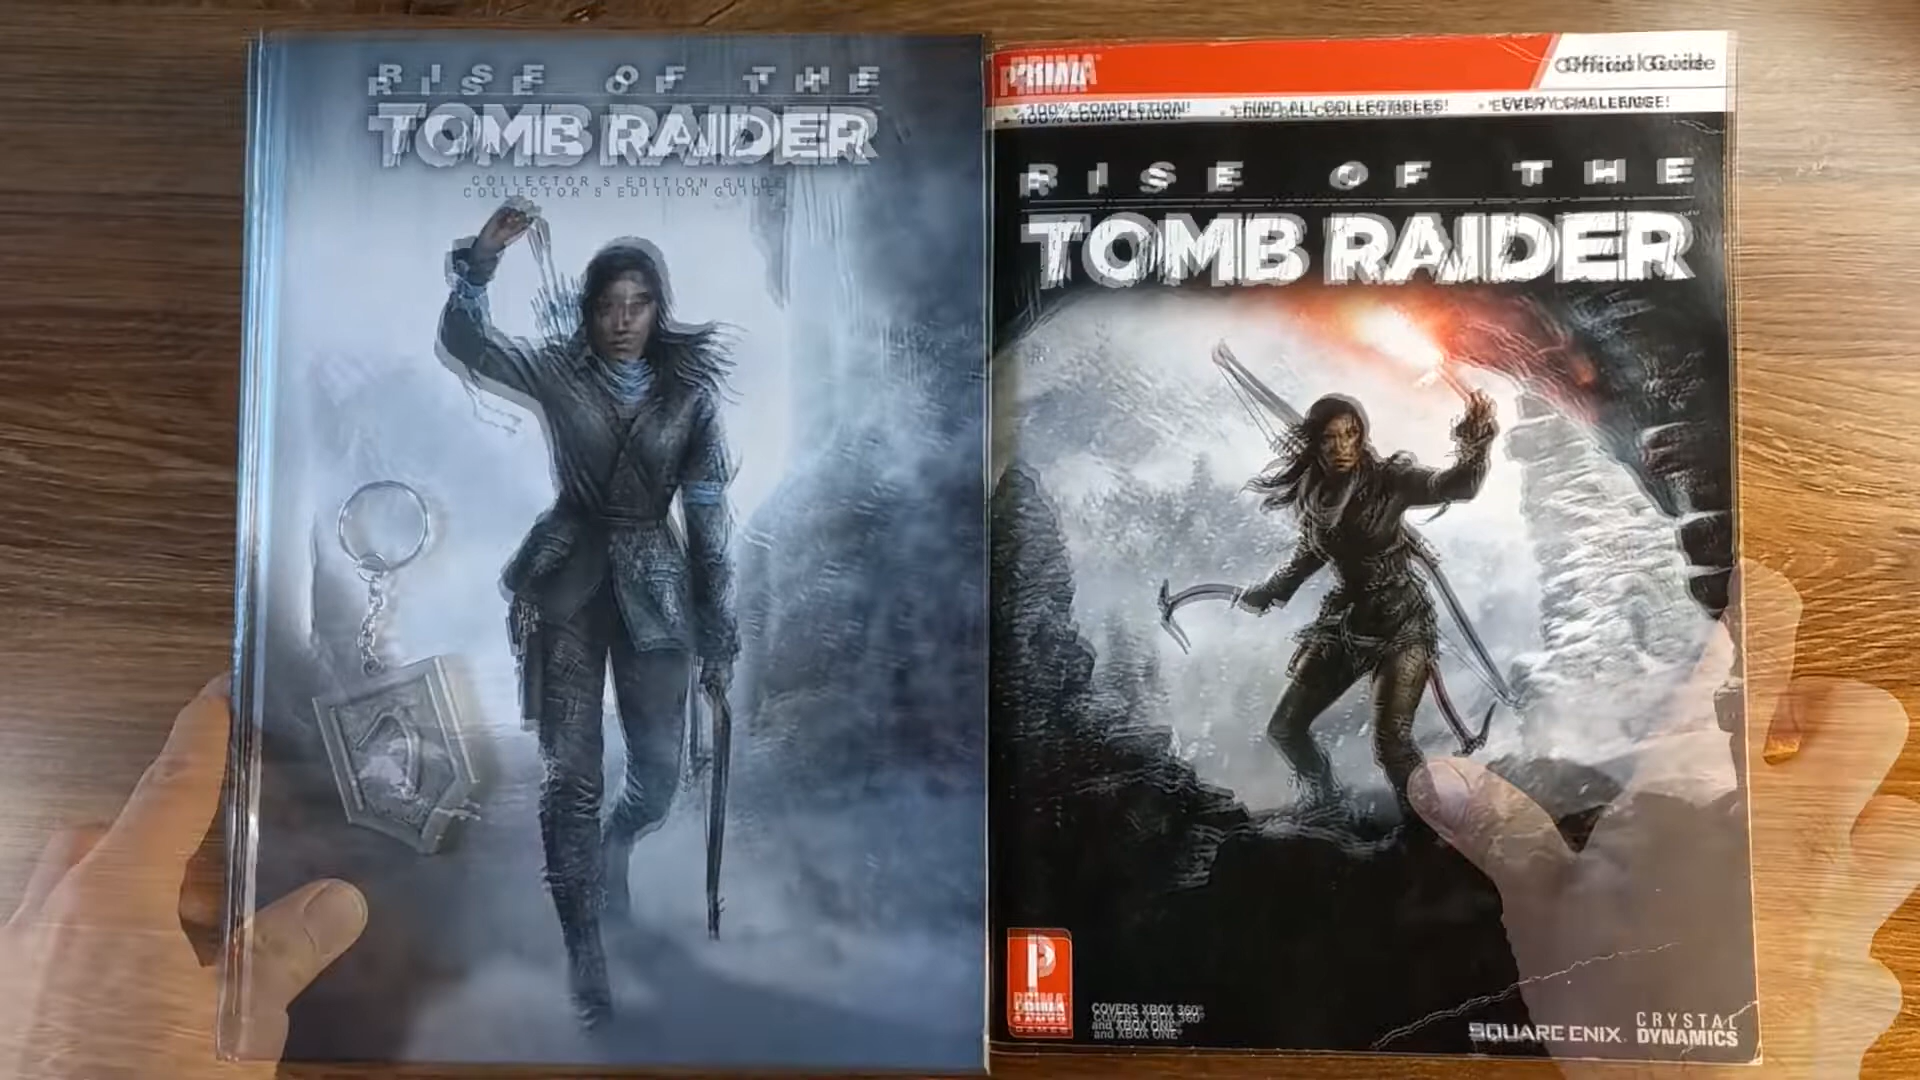 RISE OF THE
TOMB RAIDER
COLLECTOR'S EDITION GUIDE
PRIMA
Official Guide
• 100% COMPLETION! • FIND ALL COLLECTIBLES! • EVERY CHALLENGE!
RISE OF THE
TOMB RAIDER™
PRIMA
GAMES
COVERS XBOX 360®
and XBOX ONE®
SQUARE ENIX.
CRYSTAL
DYNAMICS